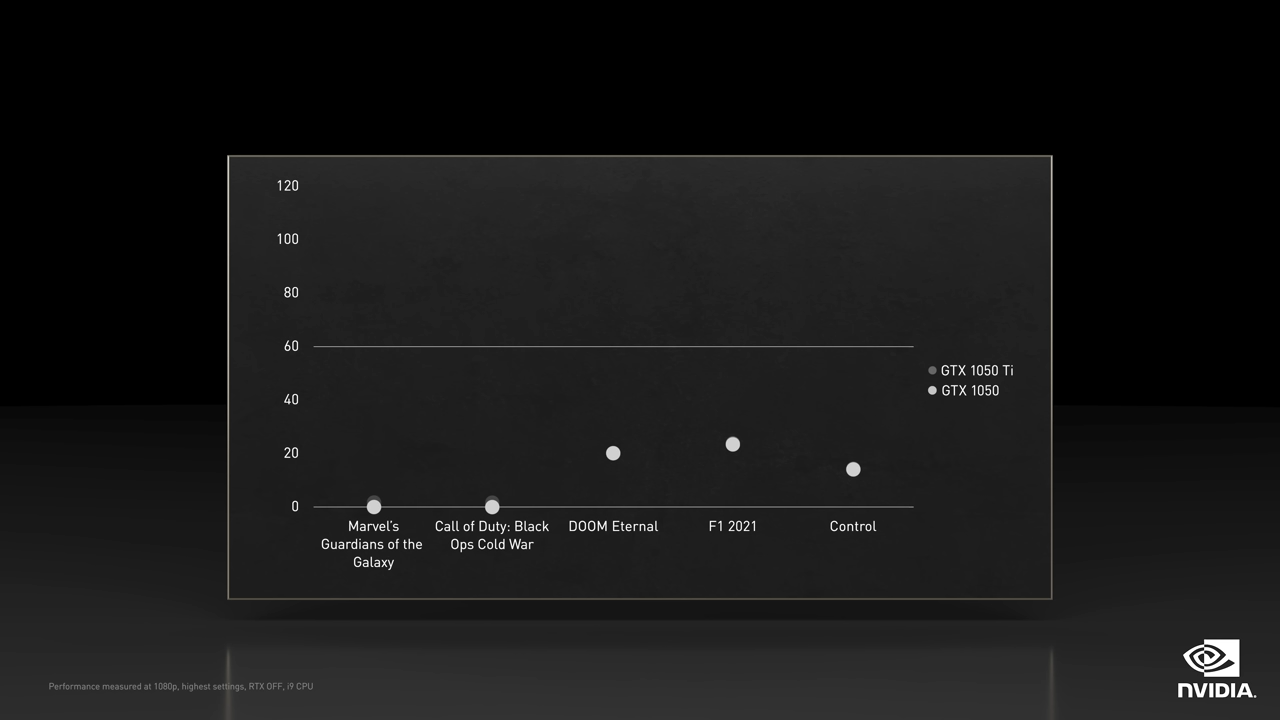 120
100
80
60
40
20
0
GTX 1050 Ti
GTX 1050
Marvel's
Guardians of the
Galaxy
Call of Duty: Black
Ops Cold War
DOOM Eternal
F1 2021
Control
Performance measured at 1080p, highest settings, RTX OFF, i9 CPU
NVIDIA.